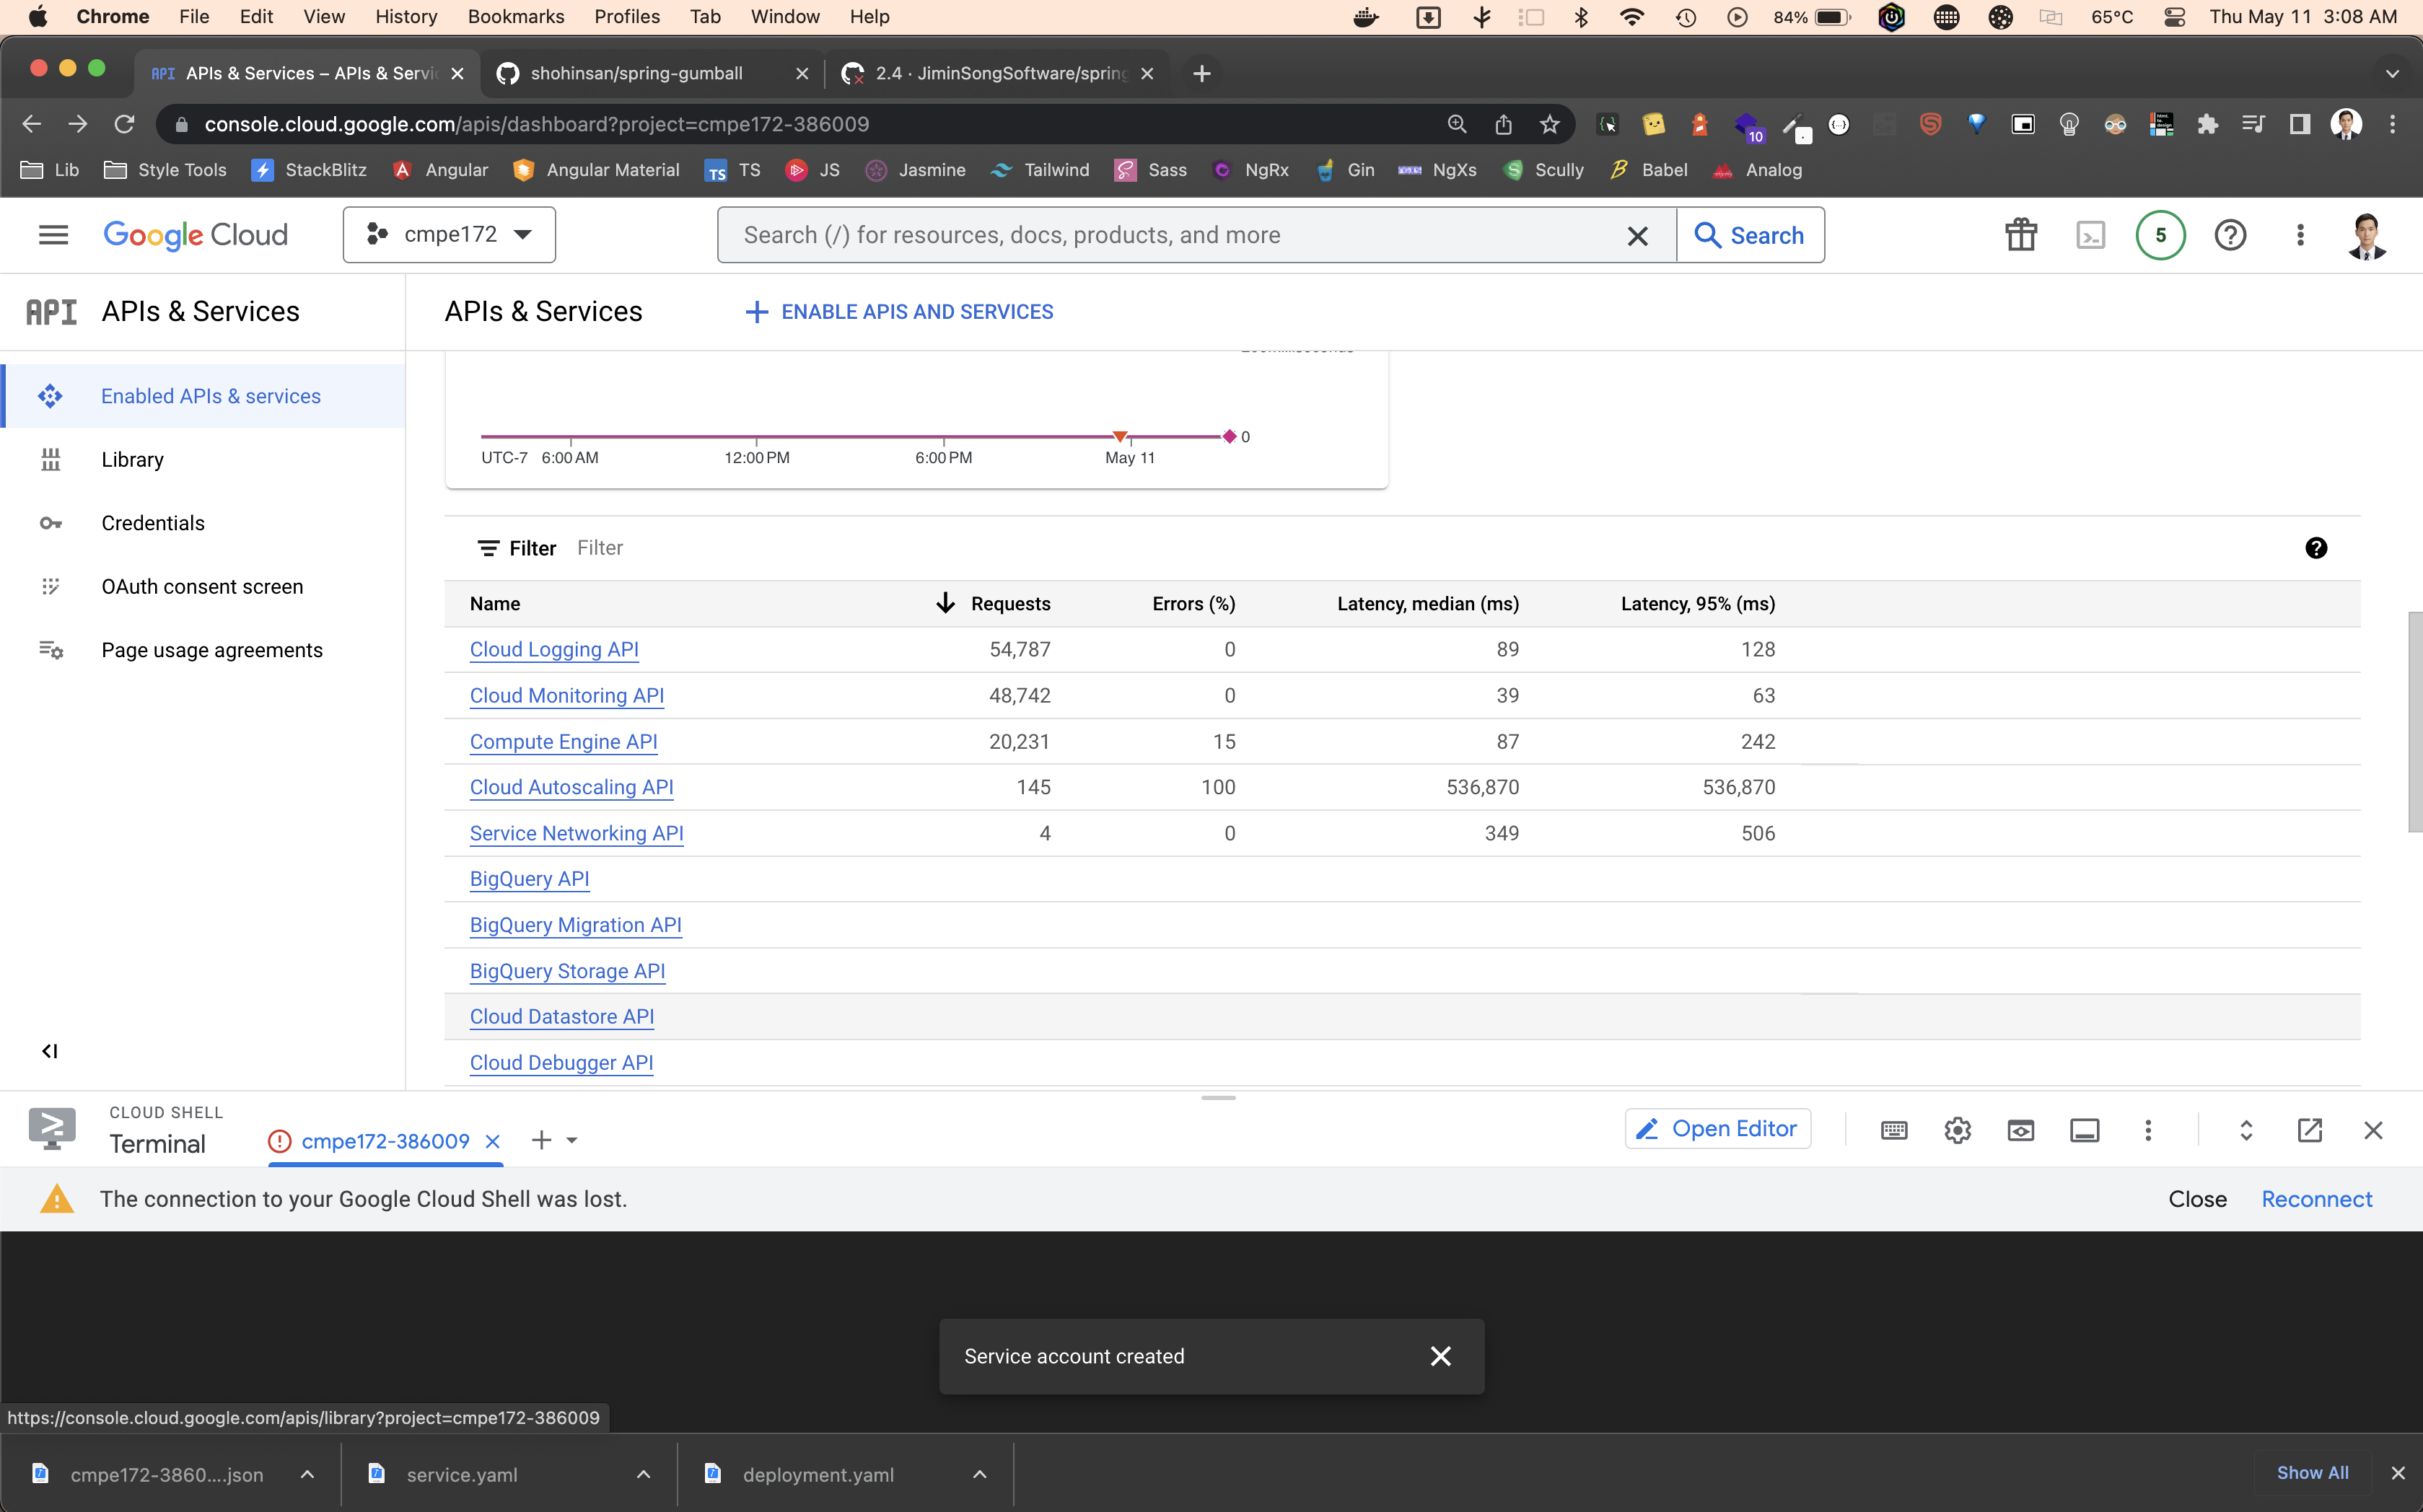 Chrome File Edit View History Bookmarks Profiles Tab Window Help 84% 65°C Thu May 11 3:08 AM
API APIs & Services – APIs & Servic shohinsan/spring-gumball 2.4 · JiminSongSoftware/spring
console.cloud.google.com/apis/dashboard?project=cmpe172-386009 10
Lib Style Tools StackBlitz Angular Angular Material TS TS JS Jasmine Tailwind Sass NgRx Gin NgXs Scully Babel Analog
Google Cloud cmpe172 Search (/) for resources, docs, products, and more Search 5
API APIs & Services APIs & Services ENABLE APIS AND SERVICES
Enabled APIs & services
Library
Credentials
OAuth consent screen
Page usage agreements
0
UTC-7 6:00 AM 12:00 PM 6:00 PM May 11
Filter Filter
Name Requests Errors (%) Latency, median (ms) Latency, 95% (ms)
Cloud Logging API 54,787 0 89 128
Cloud Monitoring API 48,742 0 39 63
Compute Engine API 20,231 15 87 242
Cloud Autoscaling API 145 100 536,870 536,870
Service Networking API 4 0 349 506
BigQuery API
BigQuery Migration API
BigQuery Storage API
Cloud Datastore API
Cloud Debugger API
CLOUD SHELL
Terminal cmpe172-386009 Open Editor
The connection to your Google Cloud Shell was lost. Close Reconnect
Service account created
https://console.cloud.google.com/apis/library?project=cmpe172-386009
cmpe172-3860....json service.yaml deployment.yaml Show All